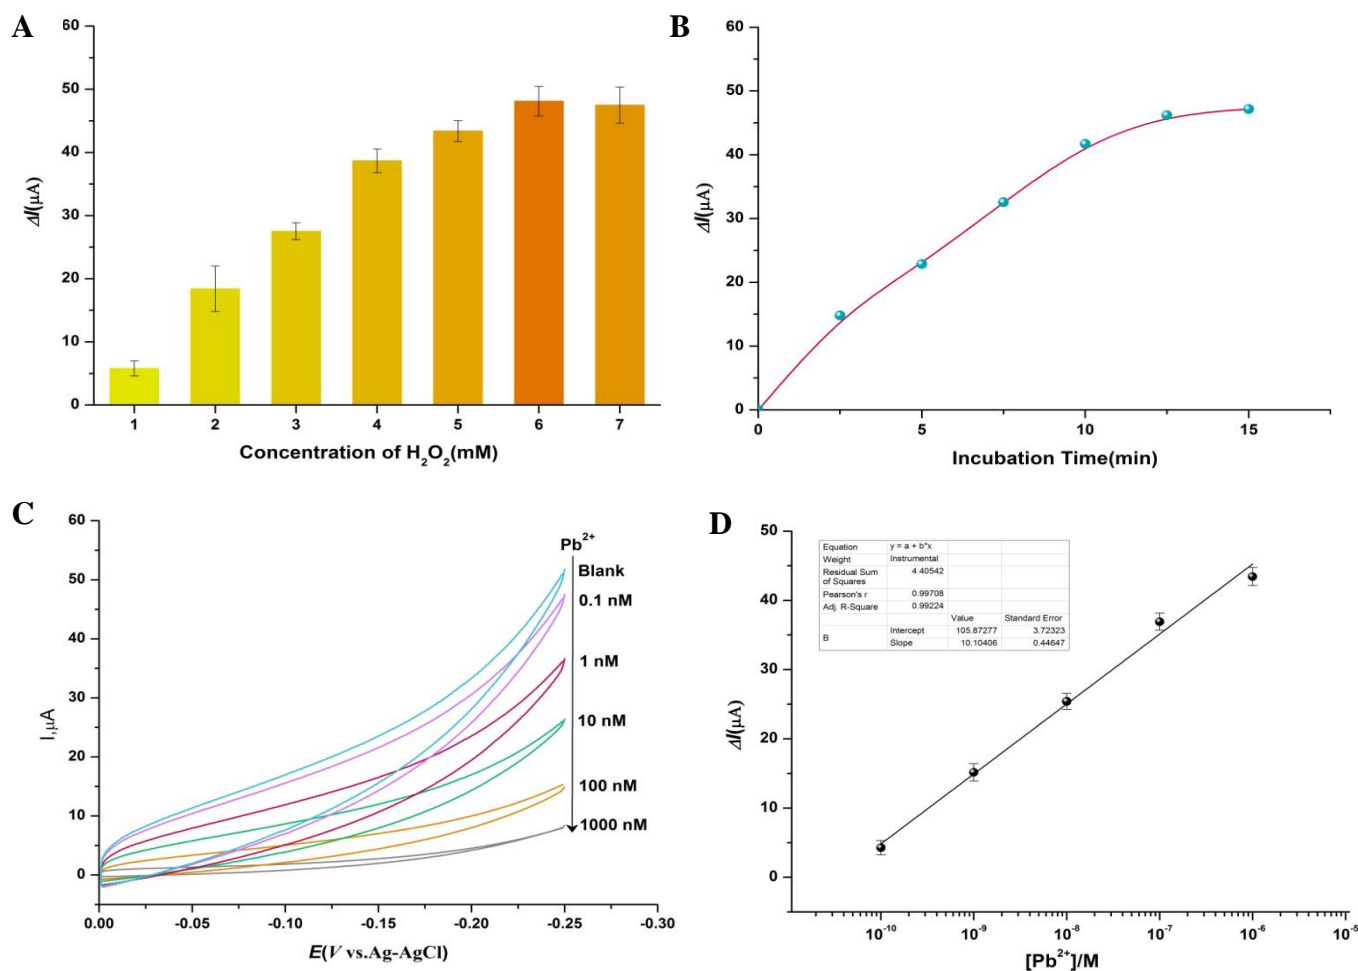 A
60
50
40
30
20
10
0
ΔI(μA)
1 2 3 4 5 6 7
Concentration of H₂O₂(mM)
B
60
50
40
30
20
10
0
ΔI(μA)
0 5 10 15
Incubation Time(min)
C
60
50
40
30
20
10
0
I,μA
Pb²⁺
Blank
0.1 nM
1 nM
10 nM
100 nM
1000 nM
0.00 -0.05 -0.10 -0.15 -0.20 -0.25 -0.30
E(V vs.Ag-AgCl)
D
50
40
30
20
10
0
ΔI(μA)
Equation y = a + b*x
Weight Instrumental
Residual Sum of Squares 4.40542
Pearson's r 0.99708
Adj. R-Square 0.99224
Value Standard Error
B Intercept 105.87277 3.72323
Slope 10.10406 0.44647
10⁻¹⁰ 10⁻⁹ 10⁻⁸ 10⁻⁷ 10⁻⁶ 10⁻⁵
[Pb²⁺]/M